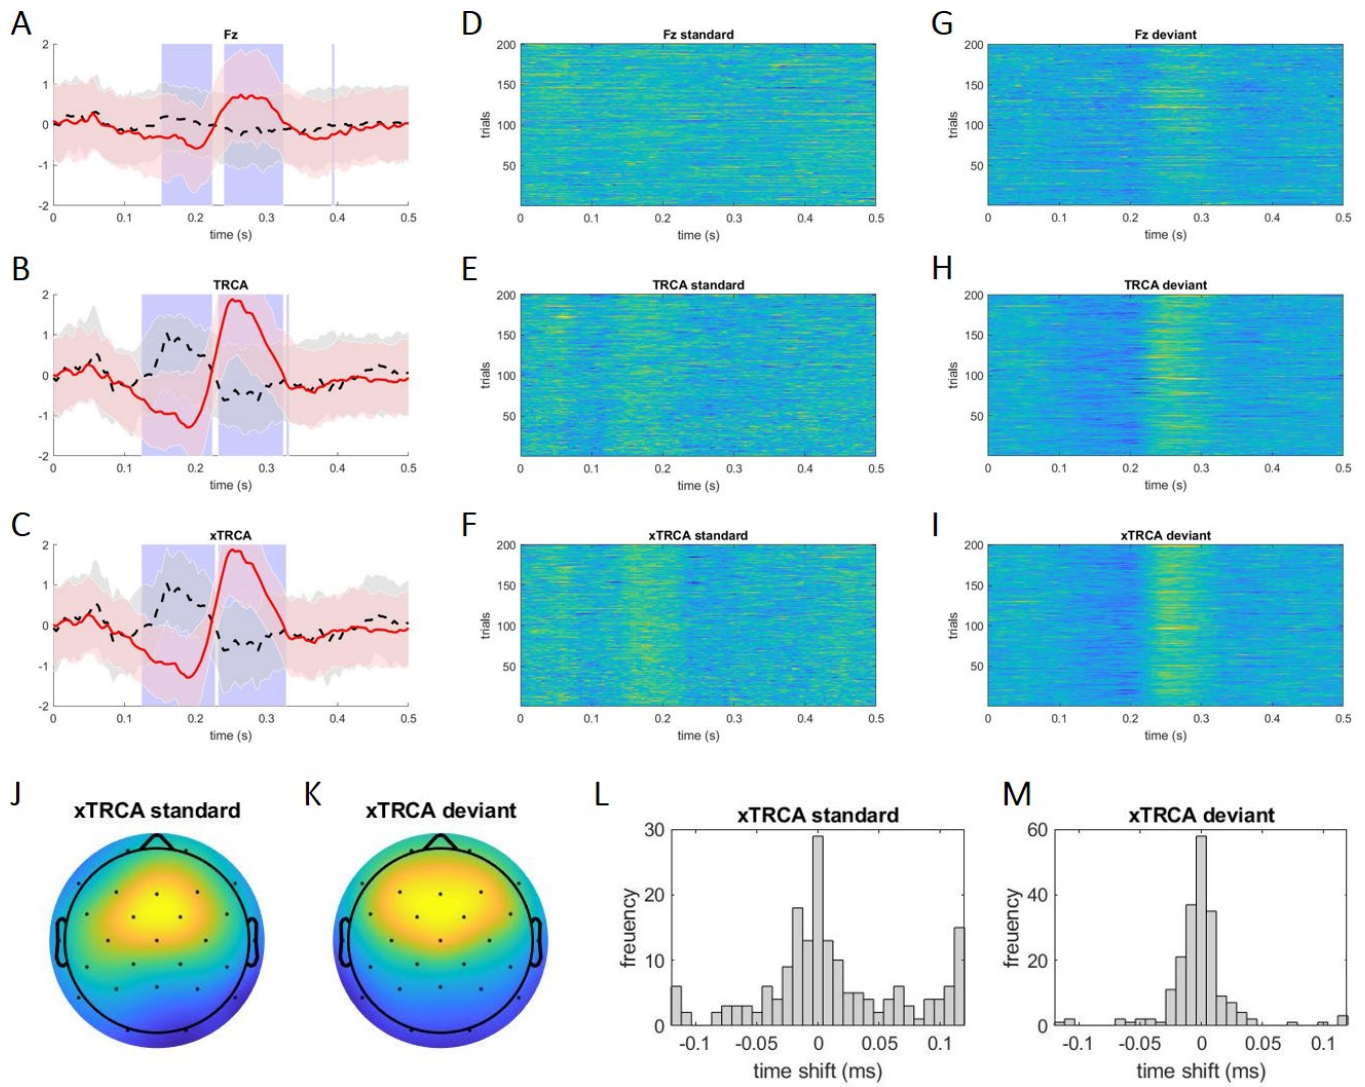 A
Fz
2
1
0
-1
-2
0 0.1 0.2 0.3 0.4 0.5
time (s)
D
Fz standard
200
150
100
50
trials
0 0.1 0.2 0.3 0.4 0.5
time (s)
G
Fz deviant
200
150
100
50
trials
0 0.1 0.2 0.3 0.4 0.5
time (s)
B
TRCA
2
1
0
-1
-2
0 0.1 0.2 0.3 0.4 0.5
time (s)
E
TRCA standard
200
150
100
50
trials
0 0.1 0.2 0.3 0.4 0.5
time (s)
H
TRCA deviant
200
150
100
50
trials
0 0.1 0.2 0.3 0.4 0.5
time (s)
C
xTRCA
2
1
0
-1
-2
0 0.1 0.2 0.3 0.4 0.5
time (s)
F
xTRCA standard
200
150
100
50
trials
0 0.1 0.2 0.3 0.4 0.5
time (s)
I
xTRCA deviant
200
150
100
50
trials
0 0.1 0.2 0.3 0.4 0.5
time (s)
J
xTRCA standard
K
xTRCA deviant
L
xTRCA standard
30
20
10
0
freuency
-0.1 -0.05 0 0.05 0.1
time shift (ms)
M
xTRCA deviant
60
40
20
0
freuency
-0.1 -0.05 0 0.05 0.1
time shift (ms)